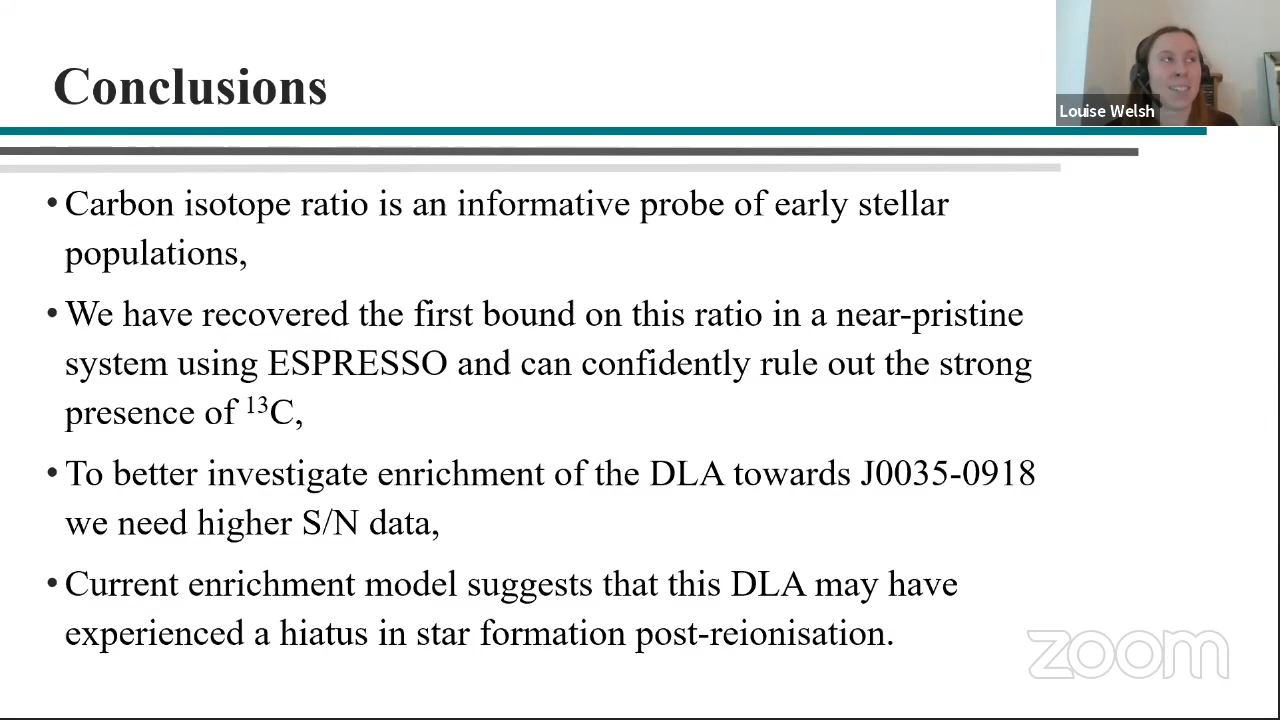 Conclusions
Louise Welsh
• Carbon isotope ratio is an informative probe of early stellar
populations,
• We have recovered the first bound on this ratio in a near-pristine
system using ESPRESSO and can confidently rule out the strong
presence of ¹³C,
• To better investigate enrichment of the DLA towards J0035-0918
we need higher S/N data,
• Current enrichment model suggests that this DLA may have
experienced a hiatus in star formation post-reionisation.
zoom